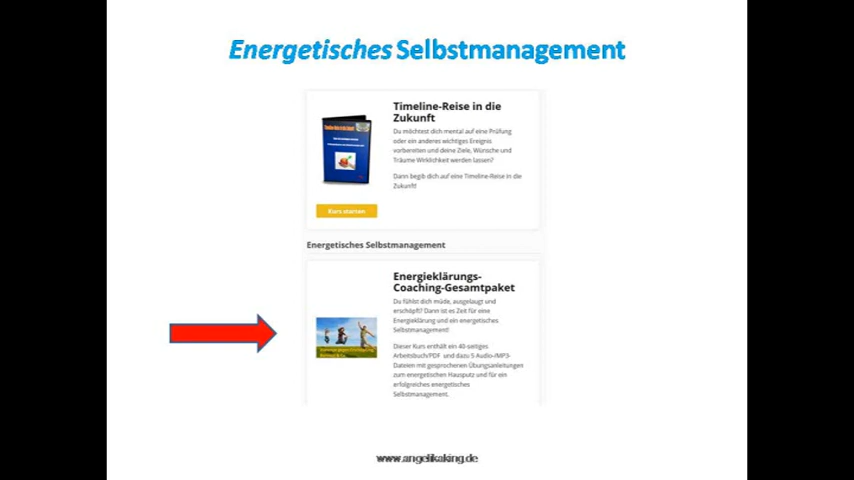 Energetisches Selbstmanagement
Timeline-Reise in die
Zukunft
Du möchtest dich mental auf eine Prüfung
oder ein anderes wichtiges Ereignis
vorbereiten und deine Ziele, Wünsche und
Träume Wirklichkeit werden lassen?
Dann begib dich auf eine Timeline-Reise in die
Zukunft!
Kurs starten
Energetisches Selbstmanagement
Energieklärungs-
Coaching-Gesamtpaket
Du fühlst dich müde, ausgelaugt und
erschöpft? Dann ist es Zeit für eine
Energieklärung und ein energetisches
Selbstmanagement!
Dieser Kurs enthält ein 40-seitiges
Arbeitsbuch/PDF und dazu 5 Audio-/MP3-
Dateien mit gesprochenen Übungsanleitungen
zum energetischen Hausputz und für ein
erfolgreiches energetisches
Selbstmanagement.
www.angelikaking.de